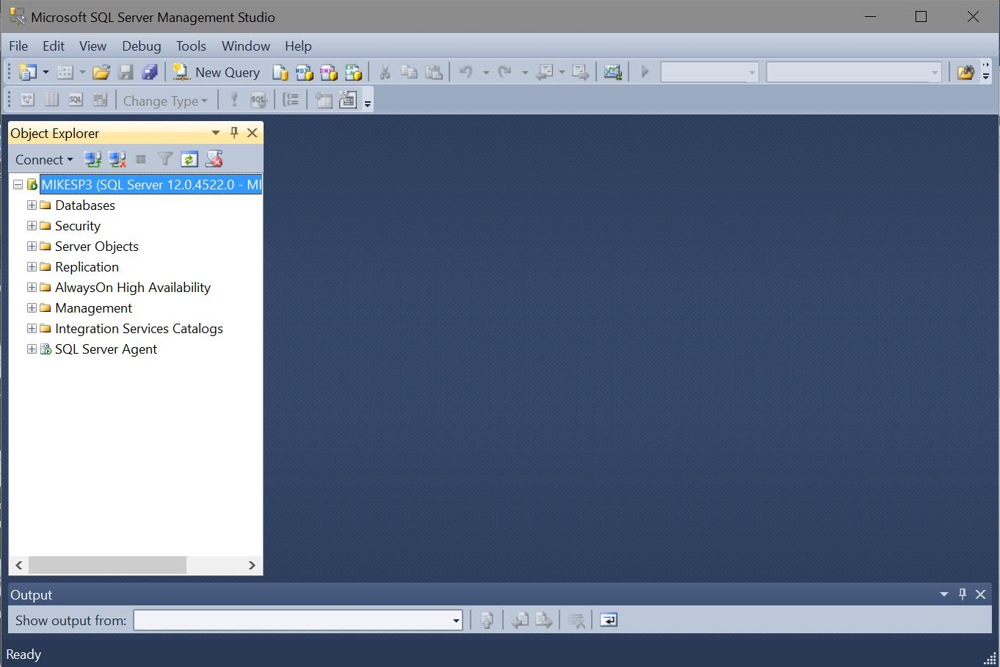 Microsoft SQL Server Management Studio
File Edit View Debug Tools Window Help
New Query
Change Type
Object Explorer
Connect
MIKESP3 (SQL Server 12.0.4522.0 - MI
Databases
Security
Server Objects
Replication
AlwaysOn High Availability
Management
Integration Services Catalogs
SQL Server Agent
Output
Show output from:
Ready